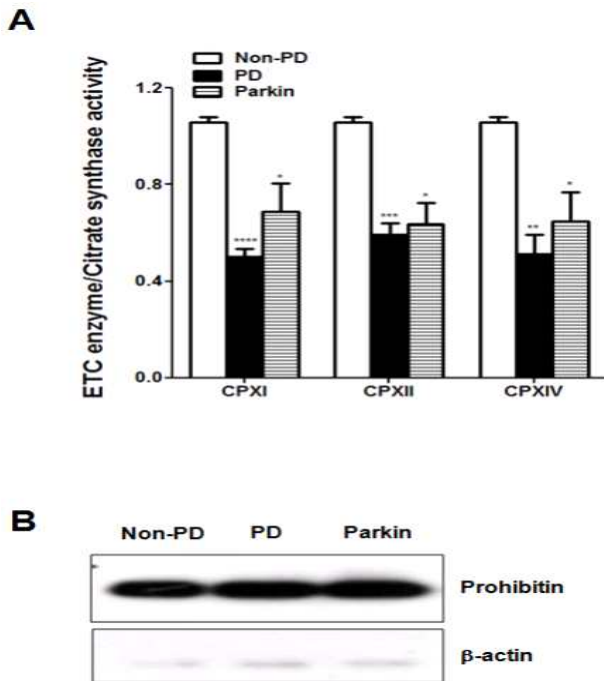 A
Non-PD
PD
Parkin
ETC enzyme/Citrate synthase activity
1.2
0.8
0.4
0.0
****
*
***
*
**
*
CPXI
CPXII
CPXIV
B
Non-PD PD Parkin
Prohibitin
β-actin